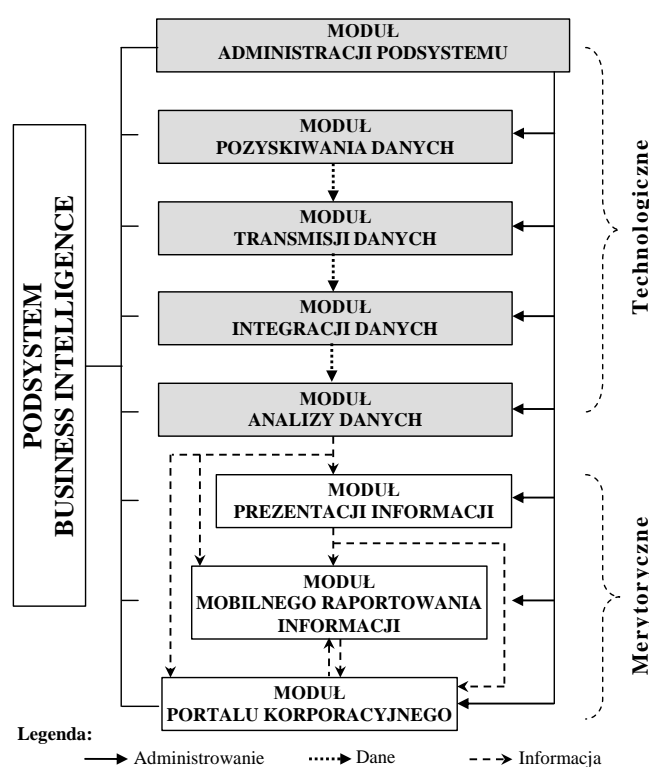 MODUŁ
ADMINISTRACJI PODSYSTEMU
PODSYSTEM
BUSINESS INTELLIGENCE
MODUŁ
POZYSKIWANIA DANYCH
MODUŁ
TRANSMISJI DANYCH
MODUŁ
INTEGRACJI DANYCH
MODUŁ
ANALIZY DANYCH
Technologiczne
MODUŁ
PREZENTACJI INFORMACJI
MODUŁ
MOBILNEGO RAPORTOWANIA
INFORMACJI
MODUŁ
PORTALU KORPORACYJNEGO
Merytoryczne
Legenda:
Administrowanie
Dane
Informacja